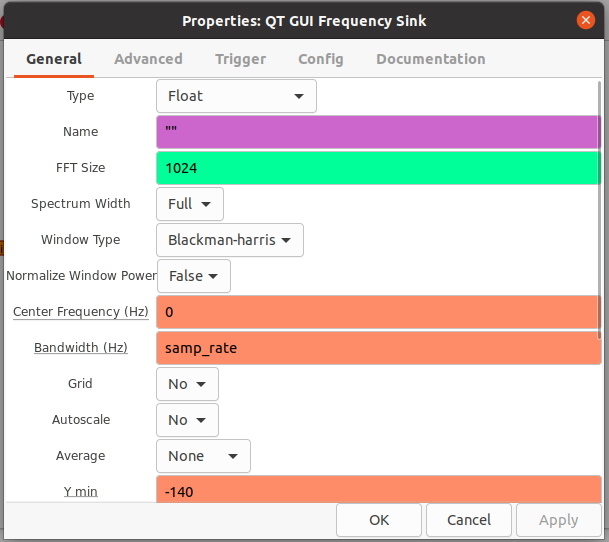 Properties: QT GUI Frequency Sink
General Advanced Trigger Config Documentation
Type Float
Name ""
FFT Size 1024
Spectrum Width Full
Window Type Blackman-harris
Normalize Window Power False
Center Frequency (Hz) 0
Bandwidth (Hz) samp_rate
Grid No
Autoscale No
Average None
Y min -140
OK Cancel Apply